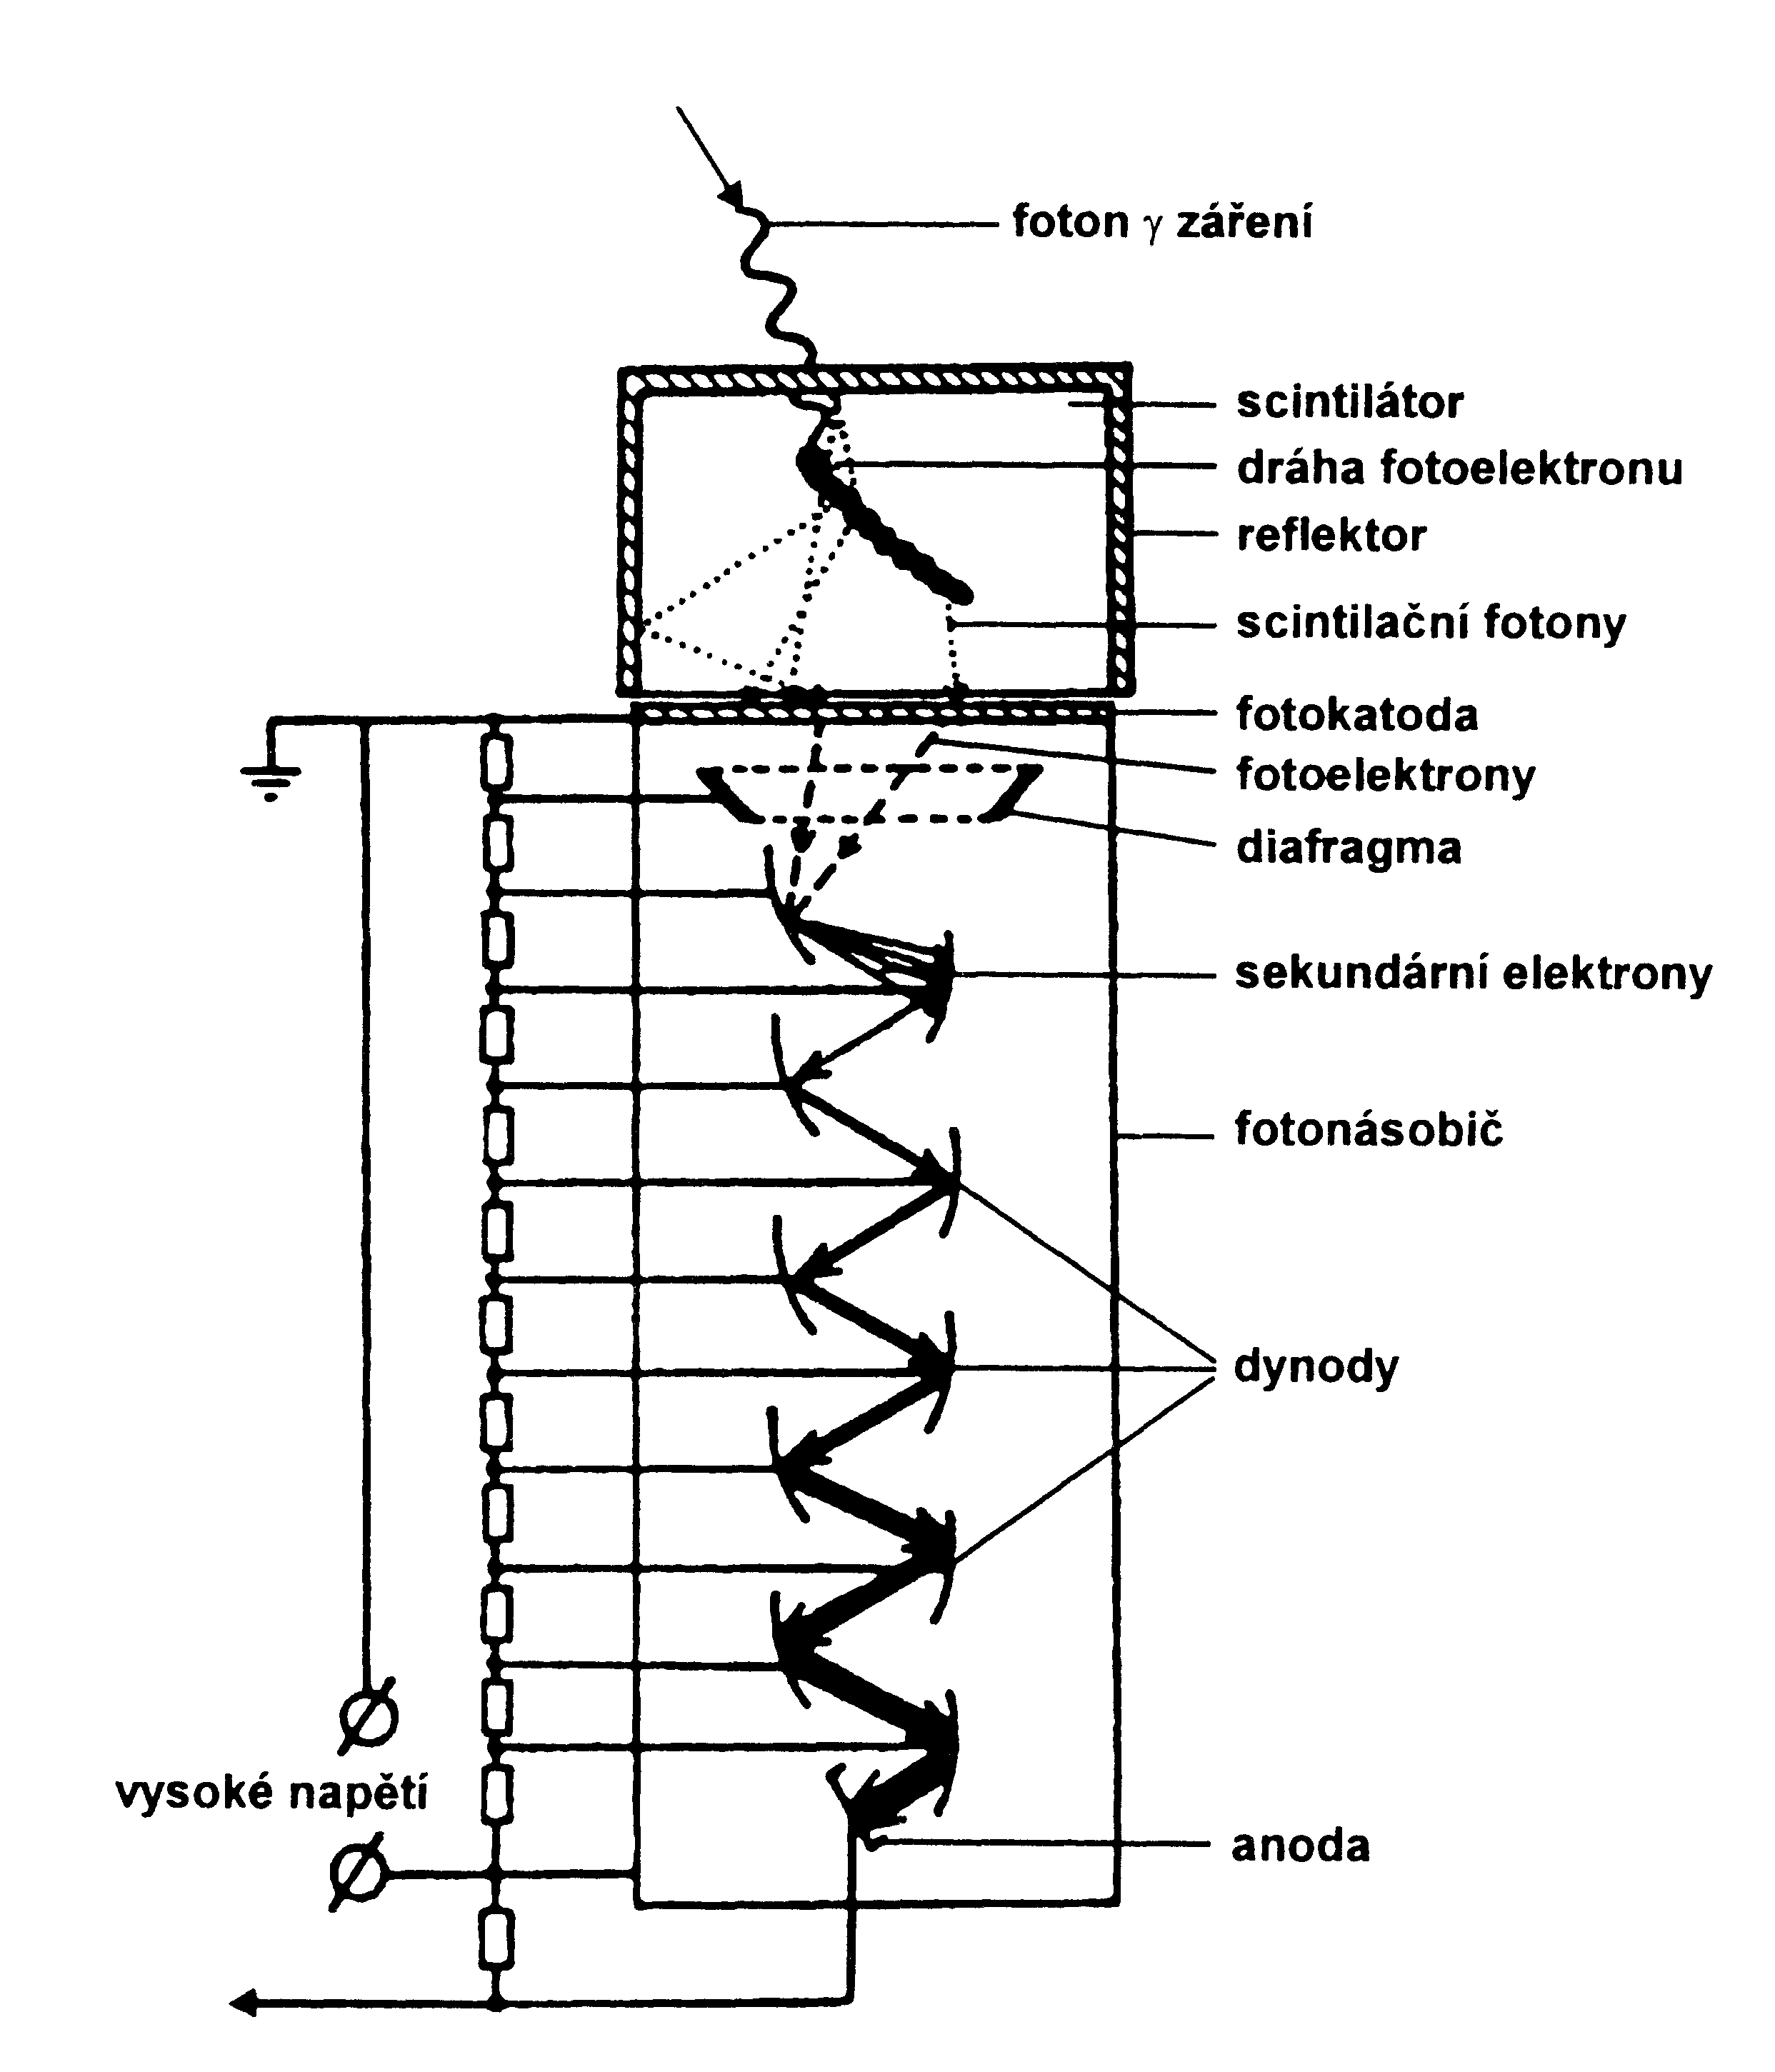 foton γ záření
scintilátor
dráha fotoelektronu
reflektor
scintilační fotony
fotokatoda
fotoelektrony
diafragma
sekundární elektrony
fotonásobič
dynody
vysoké napětí
anoda